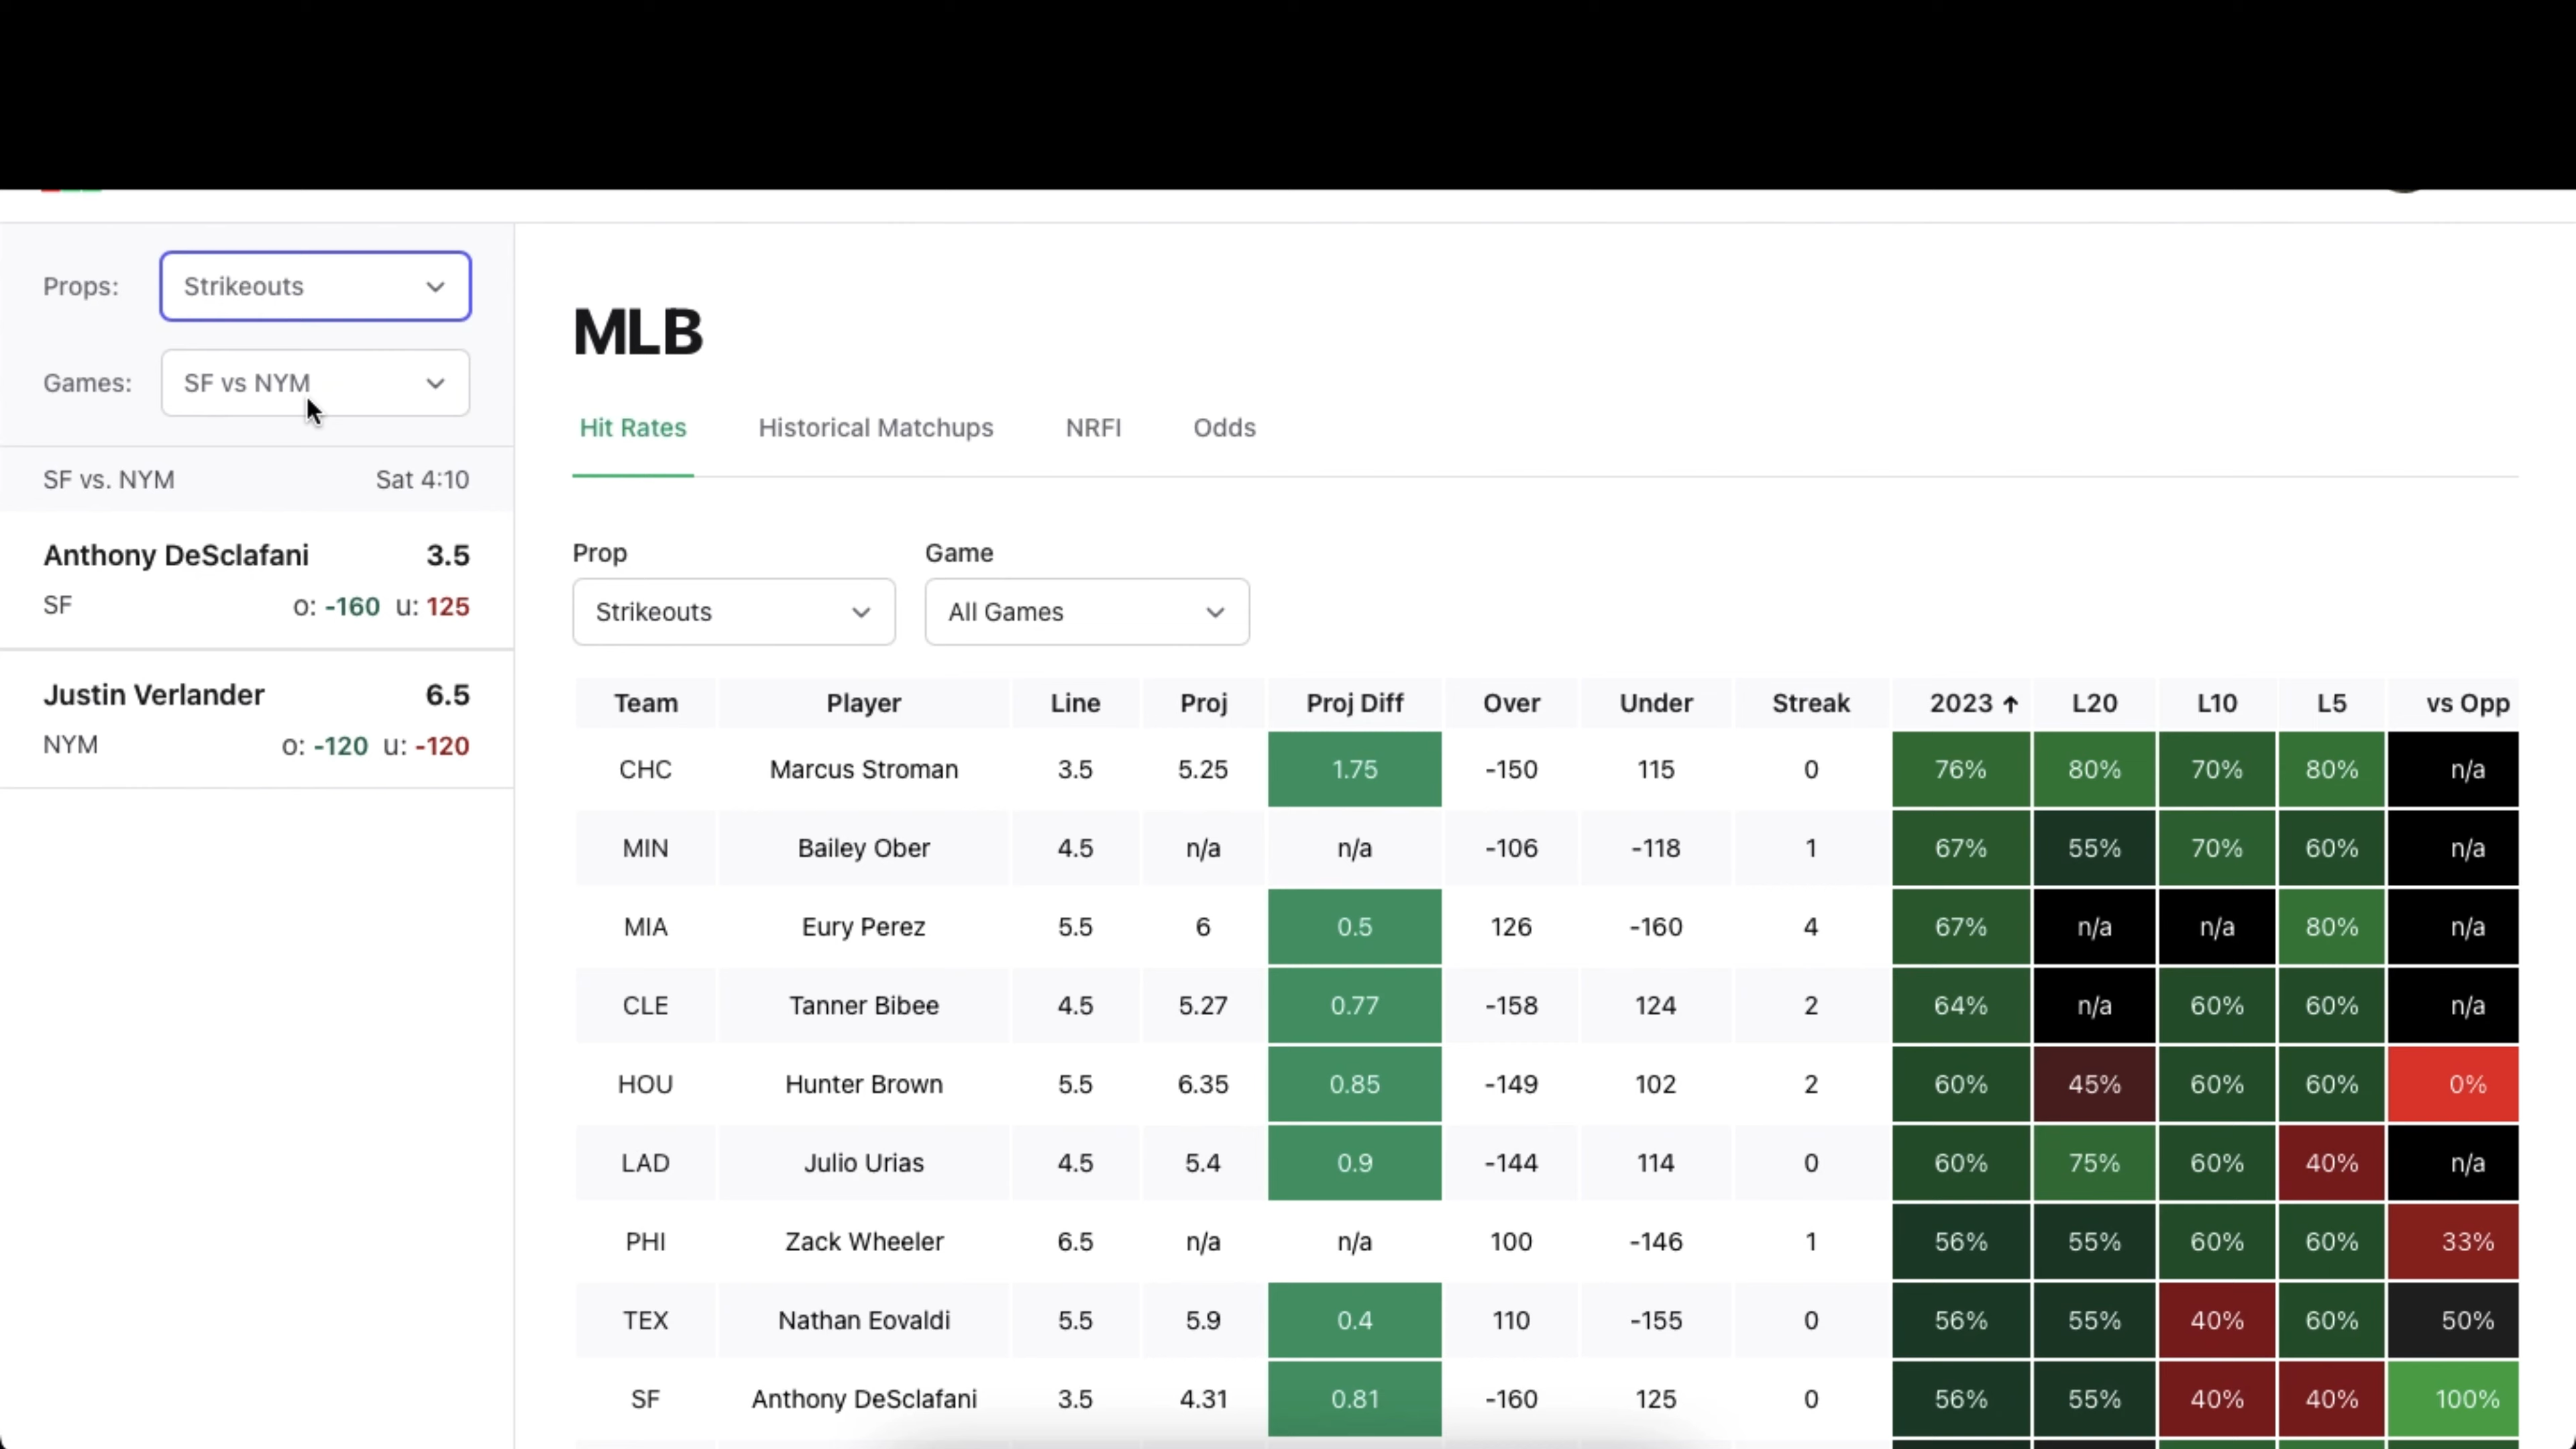 Props: Strikeouts
Games: SF vs NYM
SF vs. NYM Sat 4:10
Anthony DeSclafani 3.5
SF o: -160 u: 125
Justin Verlander 6.5
NYM o: -120 u: -120
MLB
Hit Rates Historical Matchups NRFI Odds
Prop Game
Strikeouts All Games
Team Player Line Proj Proj Diff Over Under Streak 2023 ↑ L20 L10 L5 vs Opp
CHC Marcus Stroman 3.5 5.25 1.75 -150 115 0 76% 80% 70% 80% n/a
MIN Bailey Ober 4.5 n/a n/a -106 -118 1 67% 55% 70% 60% n/a
MIA Eury Perez 5.5 6 0.5 126 -160 4 67% n/a n/a 80% n/a
CLE Tanner Bibee 4.5 5.27 0.77 -158 124 2 64% n/a 60% 60% n/a
HOU Hunter Brown 5.5 6.35 0.85 -149 102 2 60% 45% 60% 60% 0%
LAD Julio Urias 4.5 5.4 0.9 -144 114 0 60% 75% 60% 40% n/a
PHI Zack Wheeler 6.5 n/a n/a 100 -146 1 56% 55% 60% 60% 33%
TEX Nathan Eovaldi 5.5 5.9 0.4 110 -155 0 56% 55% 40% 60% 50%
SF Anthony DeSclafani 3.5 4.31 0.81 -160 125 0 56% 55% 40% 40% 100%